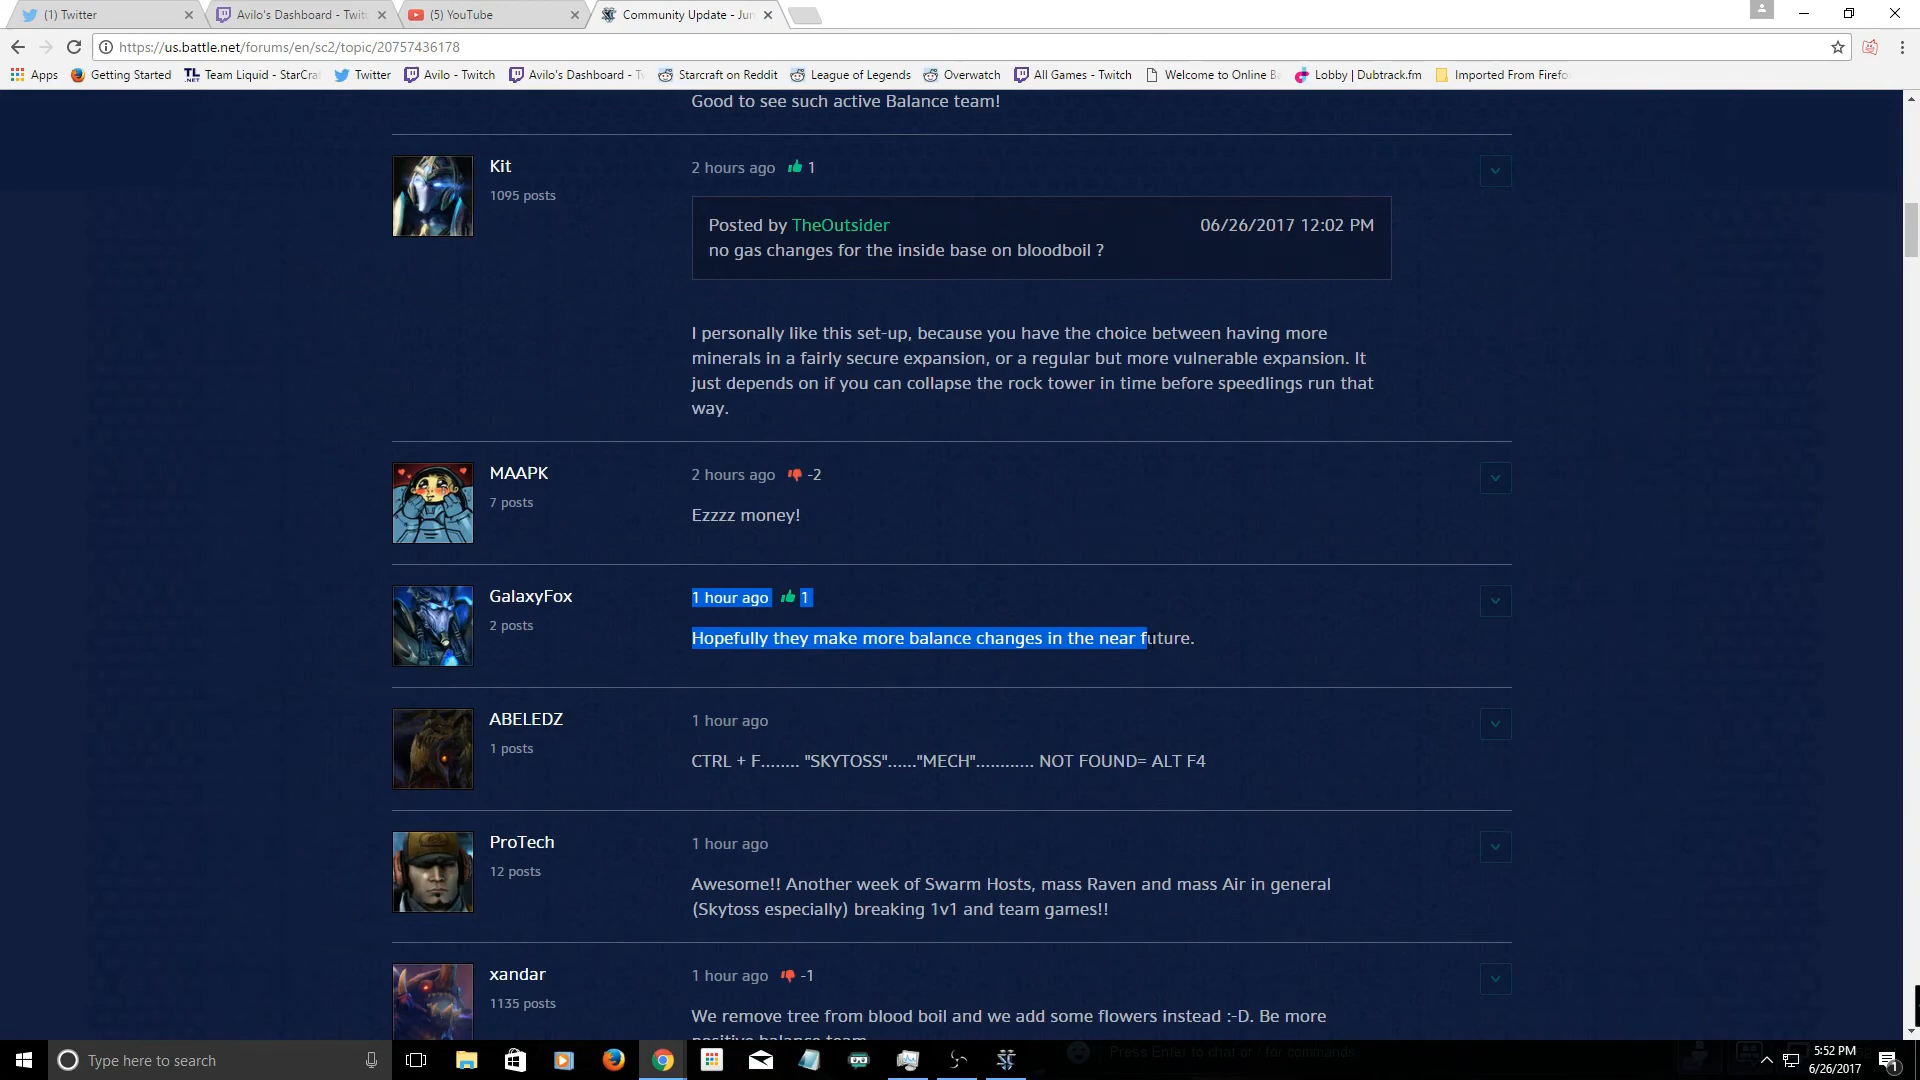 (1) Twitter
Avilo's Dashboard - Twitc
(5) YouTube
Community Update - Jun
https://us.battle.net/forums/en/sc2/topic/20757436178
Apps
Getting Started
Team Liquid - StarCra
Twitter
Avilo - Twitch
Avilo's Dashboard - T
Starcraft on Reddit
League of Legends
Overwatch
All Games - Twitch
Welcome to Online B
Lobby | Dubtrack.fm
Imported From Firefo
Good to see such active Balance team!
Kit
1095 posts
2 hours ago 1
Posted by TheOutsider 06/26/2017 12:02 PM
no gas changes for the inside base on bloodboil ?
I personally like this set-up, because you have the choice between having more
minerals in a fairly secure expansion, or a regular but more vulnerable expansion. It
just depends on if you can collapse the rock tower in time before speedlings run that
way.
MAAPK
7 posts
2 hours ago -2
Ezzzz money!
GalaxyFox
2 posts
1 hour ago 1
Hopefully they make more balance changes in the near future.
ABELEDZ
1 posts
1 hour ago
CTRL + F........ "SKYTOSS"......"MECH"............ NOT FOUND= ALT F4
ProTech
12 posts
1 hour ago
Awesome!! Another week of Swarm Hosts, mass Raven and mass Air in general
(Skytoss especially) breaking 1v1 and team games!!
xandar
1135 posts
1 hour ago -1
We remove tree from blood boil and we add some flowers instead :-D. Be more
positive balance team
Type here to search
Press Enter to chat or / for commands
5:52 PM
6/26/2017
1